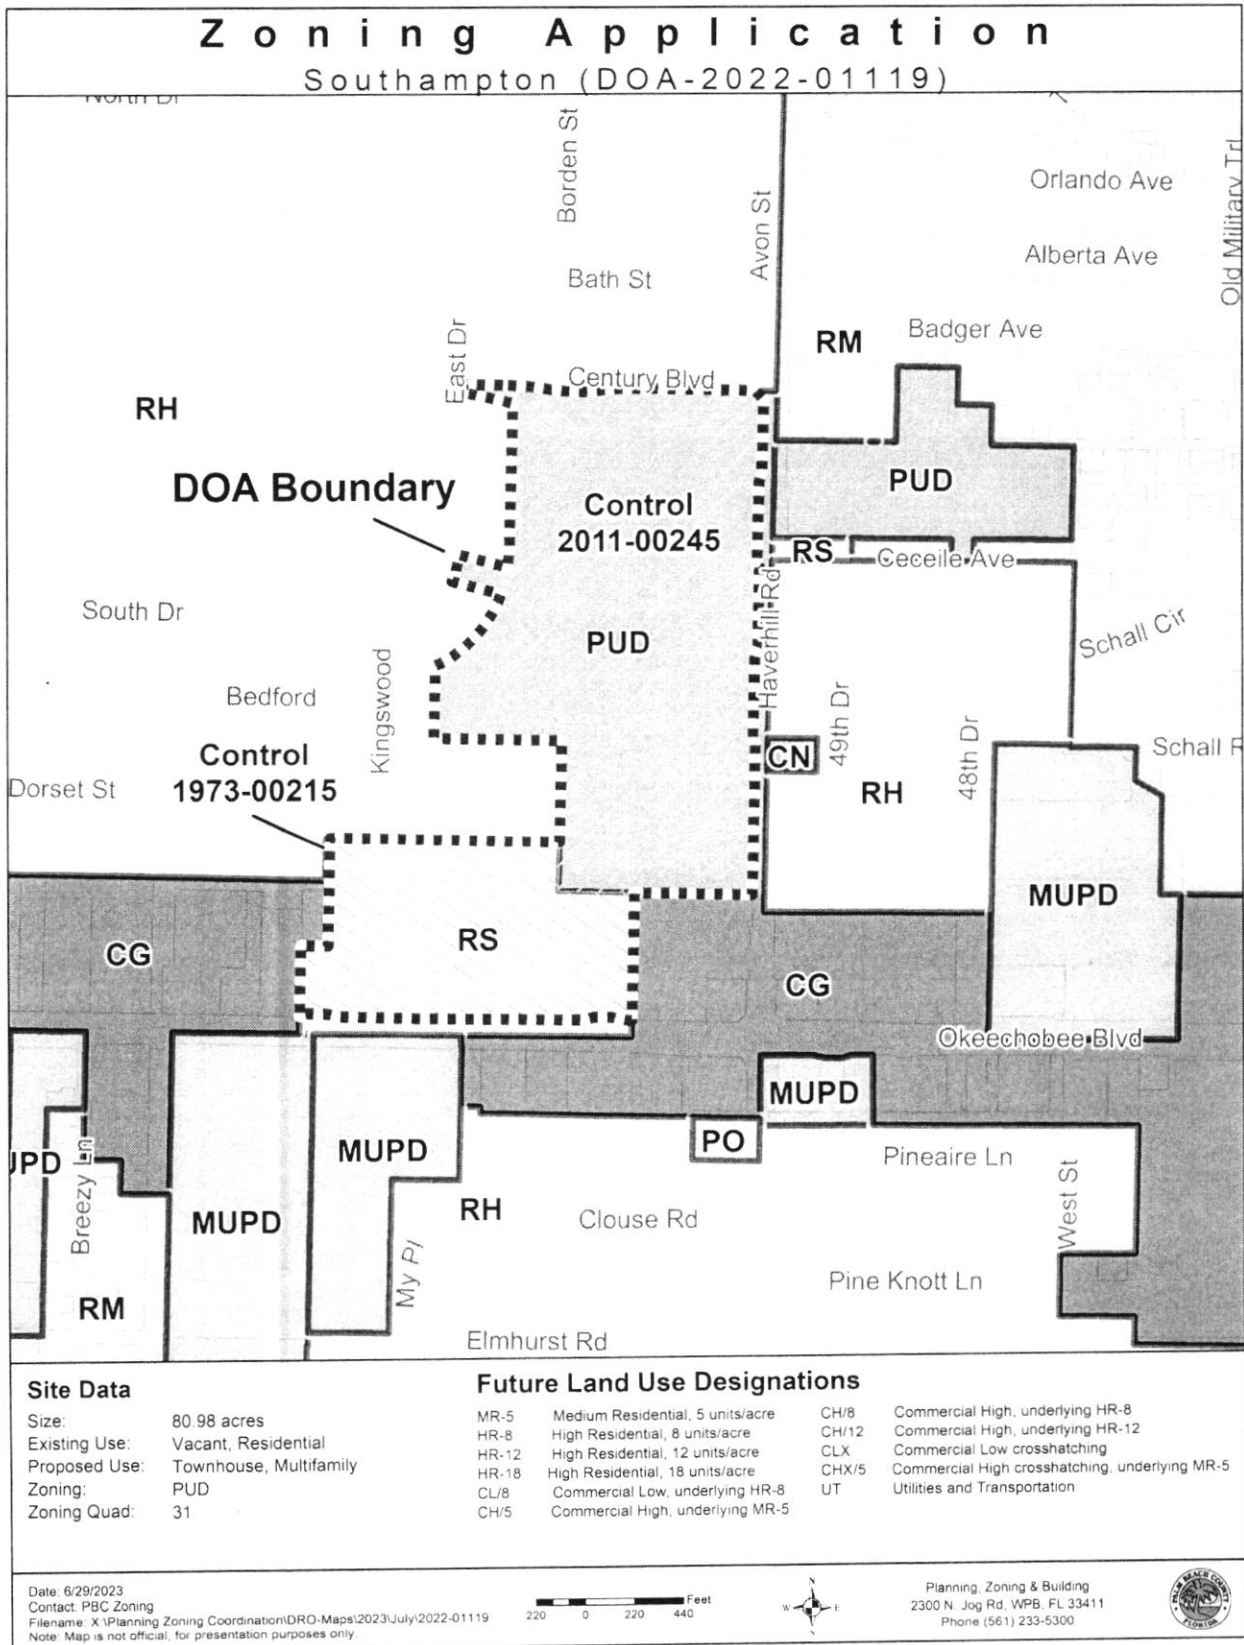 Zoning Application
Southampton (DOA-2022-01119)
North Dr
Borden St
Avon St
Orlando Ave
Old Military Trl
Alberta Ave
Bath St
RM
Badger Ave
East Dr
Century Blvd
RH
DOA Boundary
Control
2011-00245
PUD
RS
Ceceile Ave
Haverhill Rd
South Dr
PUD
Schall Cir
Bedford
Kingswood
49th Dr
48th Dr
Control
1973-00215
CN
Schall R
Dorset St
RH
MUPD
CG
RS
CG
Okeechobee Blvd
MUPD
UPD
Breezy Ln
MUPD
PO
Pineaire Ln
West St
MUPD
RH
Clouse Rd
My Pl
Pine Knott Ln
RM
Elmhurst Rd
Site Data
Size: 80.98 acres
Existing Use: Vacant, Residential
Proposed Use: Townhouse, Multifamily
Zoning: PUD
Zoning Quad: 31
Future Land Use Designations
MR-5 Medium Residential, 5 units/acre
HR-8 High Residential, 8 units/acre
HR-12 High Residential, 12 units/acre
HR-18 High Residential, 18 units/acre
CL/8 Commercial Low, underlying HR-8
CH/5 Commercial High, underlying MR-5
CH/8 Commercial High, underlying HR-8
CH/12 Commercial High, underlying HR-12
CLX Commercial Low crosshatching
CHX/5 Commercial High crosshatching, underlying MR-5
UT Utilities and Transportation
Date: 6/29/2023
Contact: PBC Zoning
Filename: X:\Planning Zoning Coordination\DRO-Maps\2023\July\2022-01119
Note: Map is not official, for presentation purposes only.
Feet
220 0 220 440
N
W E
S
Planning, Zoning & Building
2300 N. Jog Rd, WPB, FL 33411
Phone (561) 233-5300
PALM BEACH COUNTY
FLORIDA